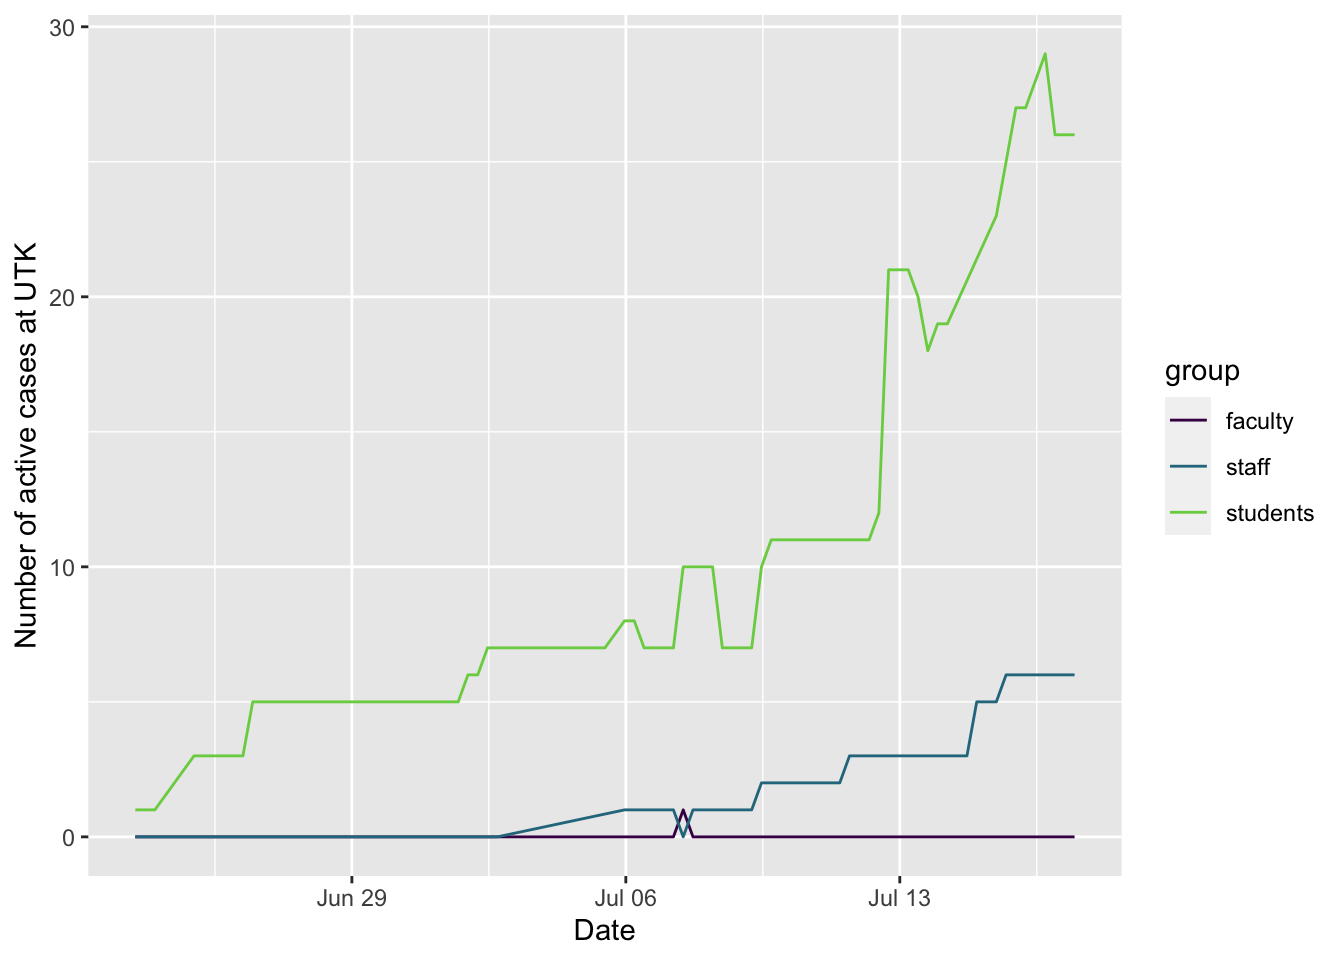 Number of active cases at UTK
30
20
10
0
Jun 29
Jul 06
Jul 13
Date
group
faculty
staff
students